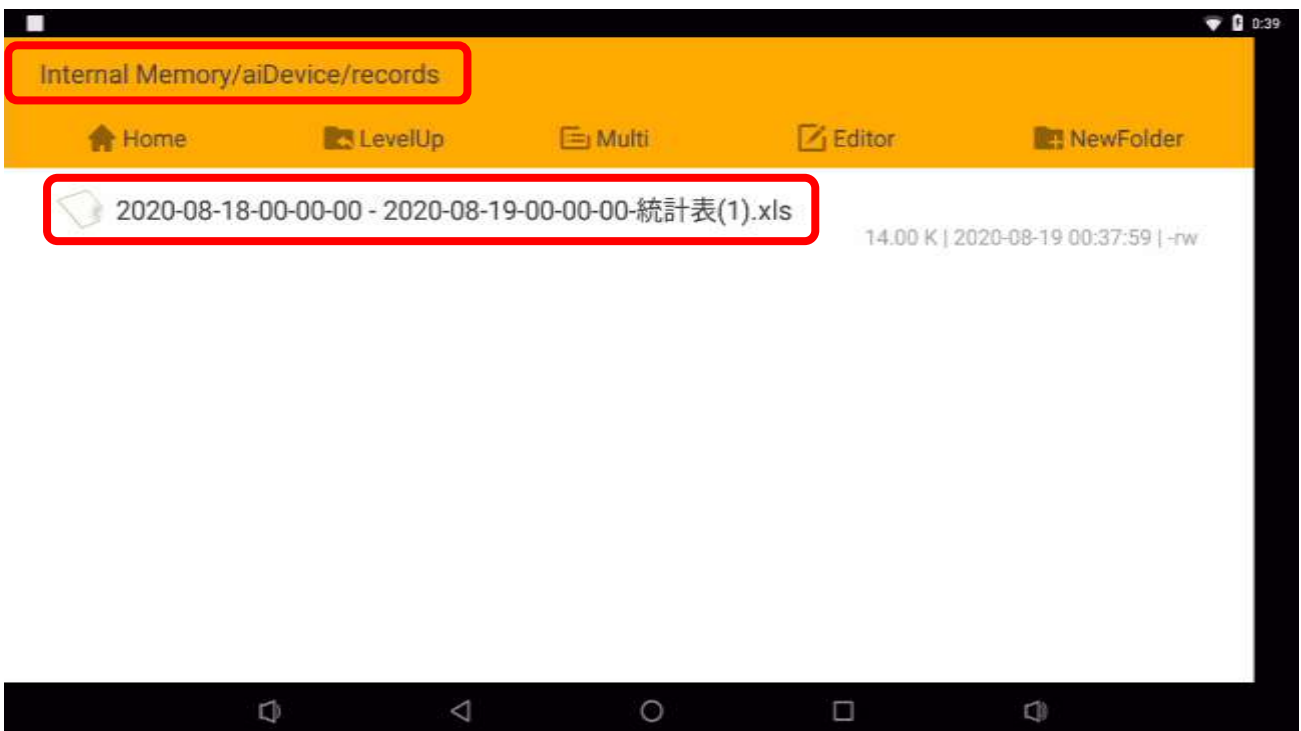 0:39
Internal Memory/aiDevice/records
Home LevelUp Multi Editor NewFolder
2020-08-18-00-00-00 - 2020-08-19-00-00-00-統計表(1).xls
14.00 K | 2020-08-19 00:37:59 | -rw